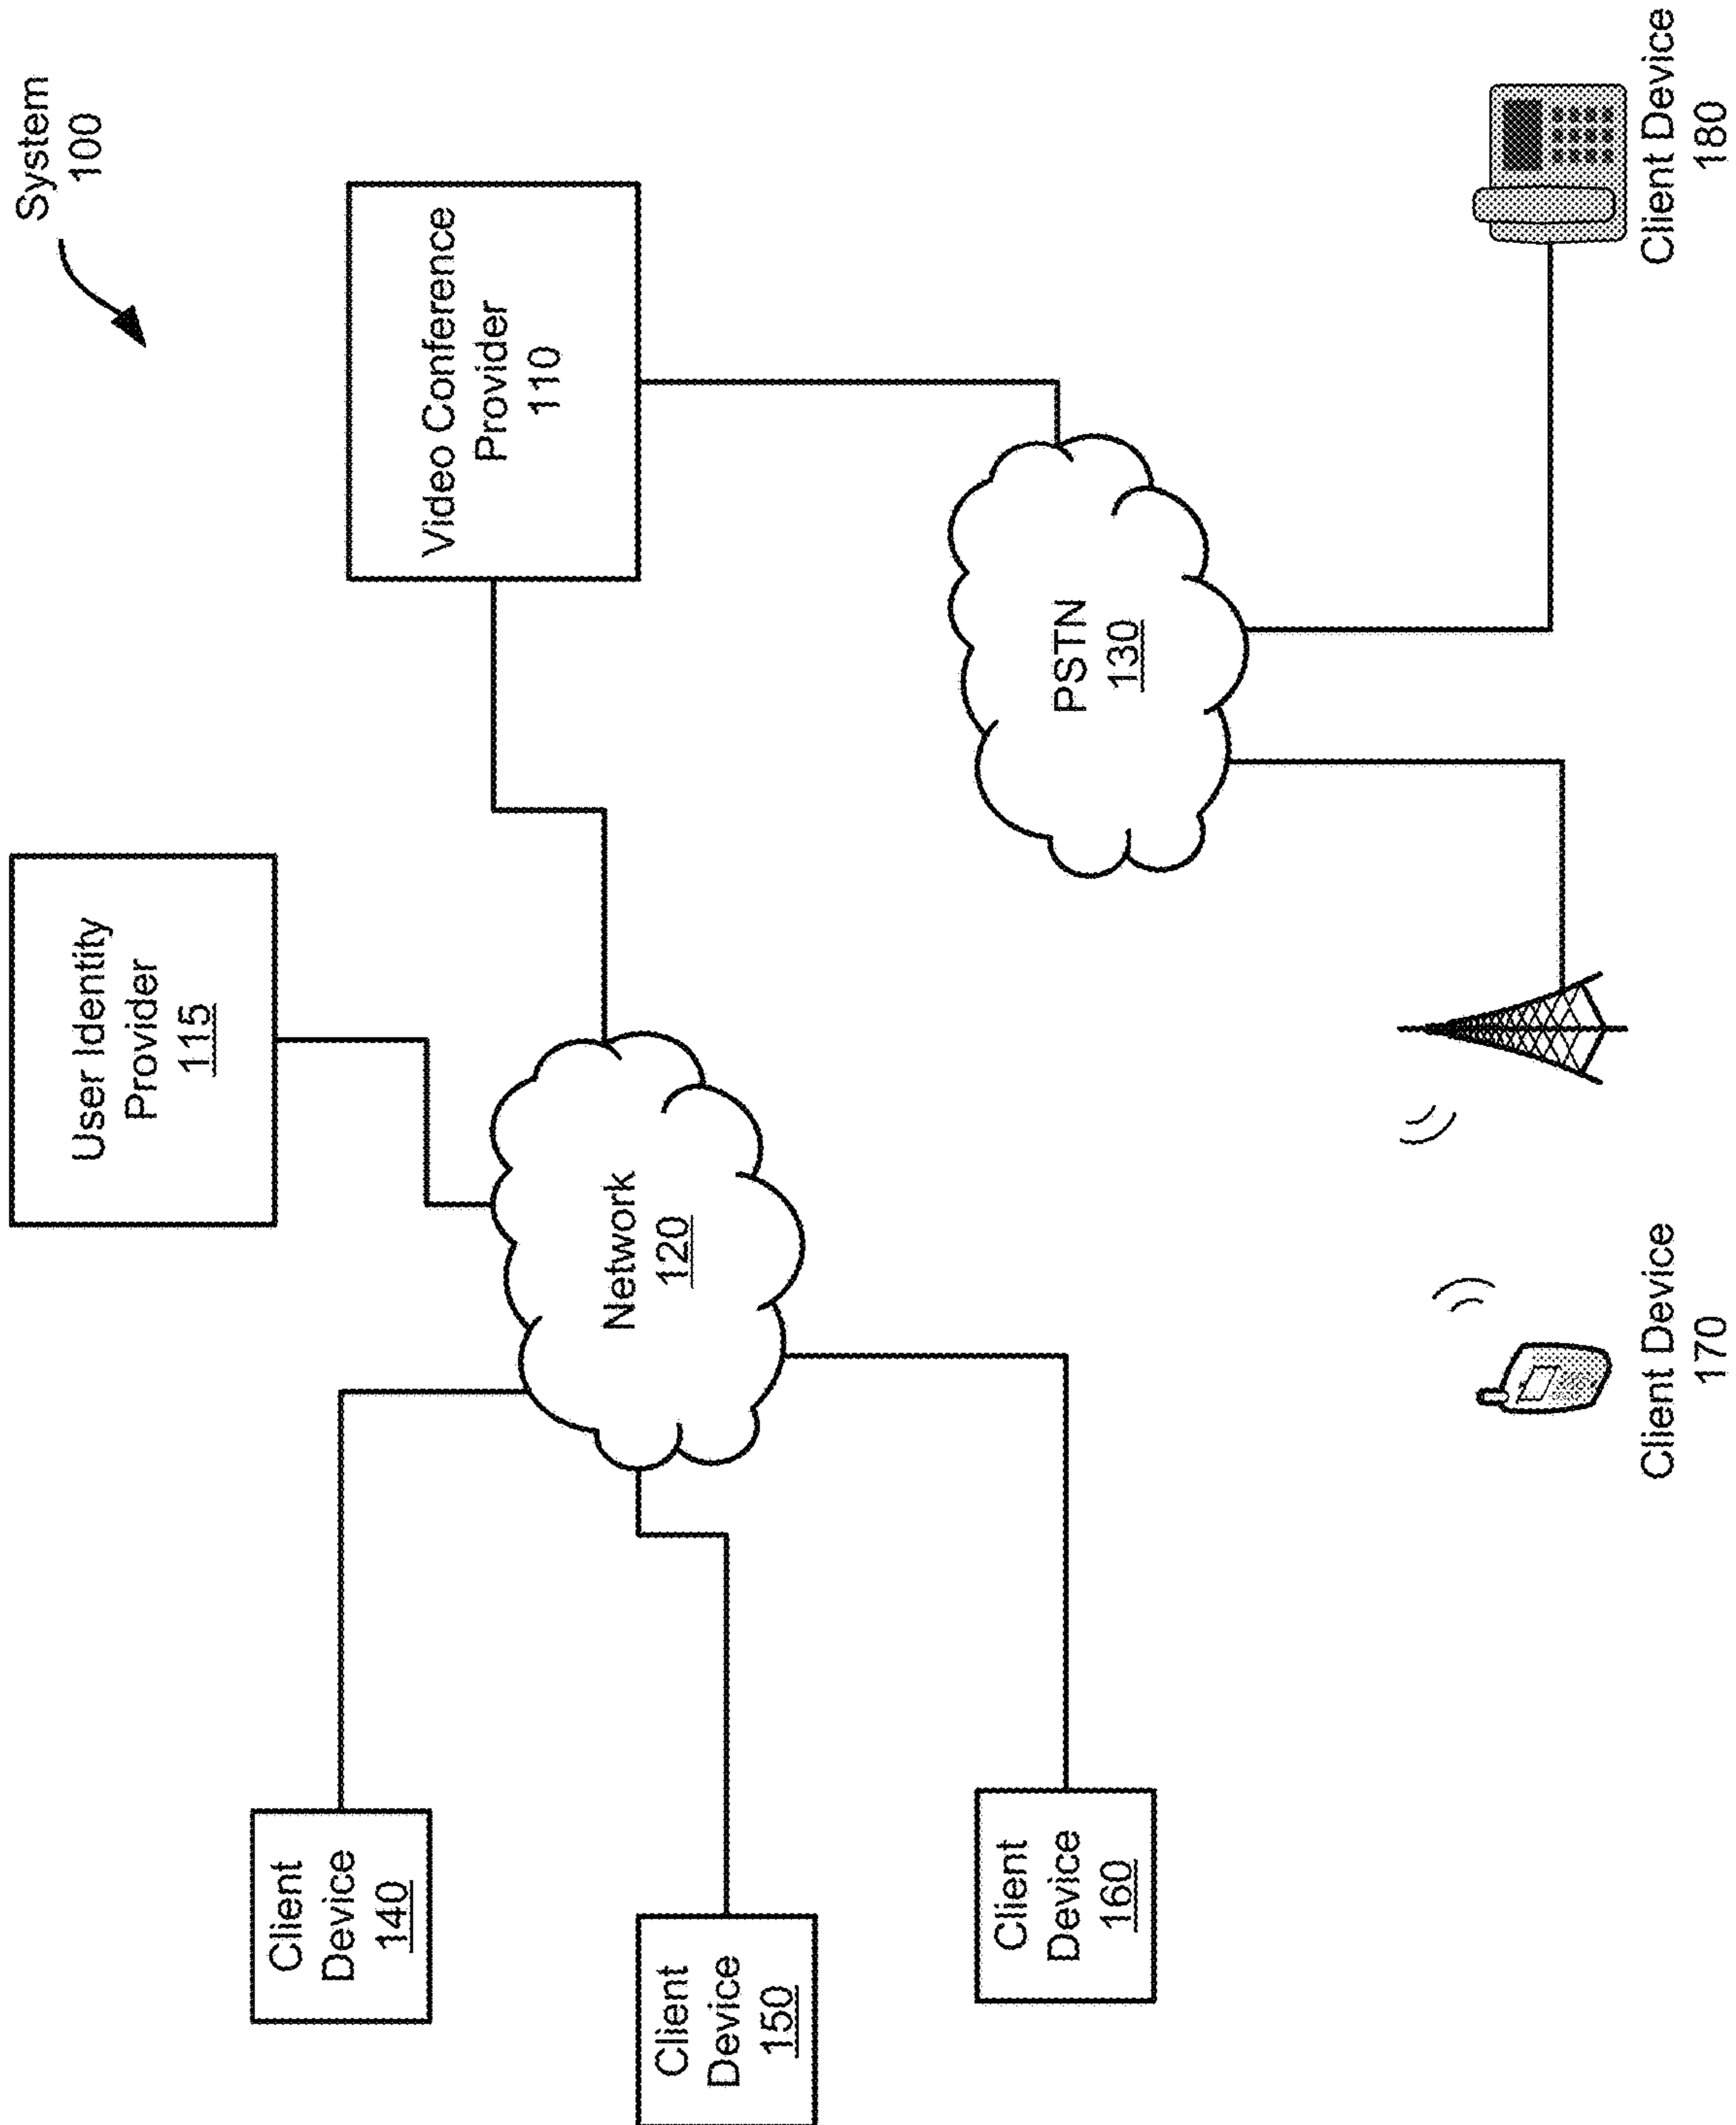 System
100
User Identity
Provider
115
Video Conference
Provider
110
Client
Device
140
Network
120
Client
Device
150
PSTN
130
Client
Device
160
Client Device
170
Client Device
180